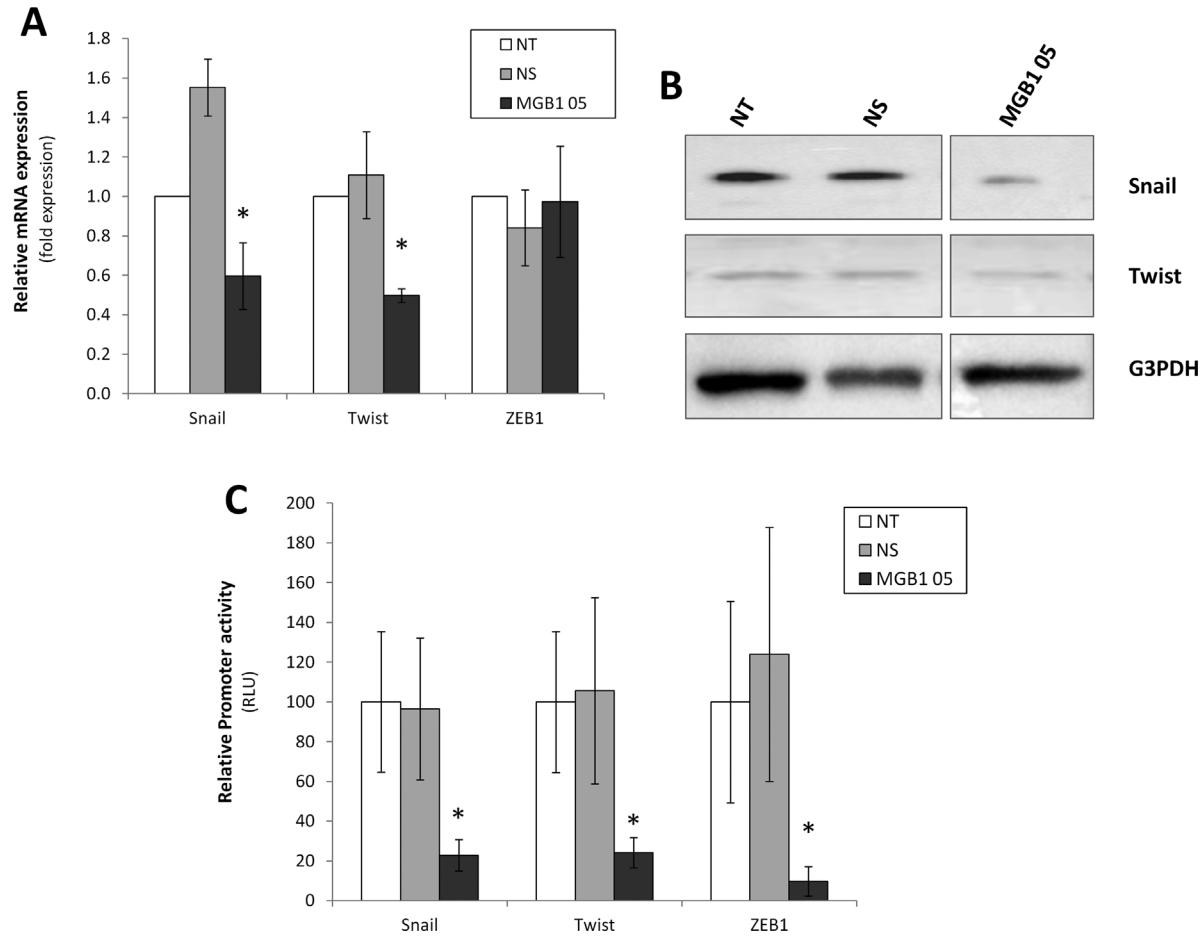 A
1.8
1.6
1.4
1.2
1.0
0.8
0.6
0.4
0.2
0.0
Relative mRNA expression
(fold expression)
NT
NS
MGB1 05
*
*
Snail Twist ZEB1
B
NT NS MGB1 05
Snail
Twist
G3PDH
C
200
180
160
140
120
100
80
60
40
20
0
Relative Promoter activity
(RLU)
NT
NS
MGB1 05
*
*
*
Snail Twist ZEB1